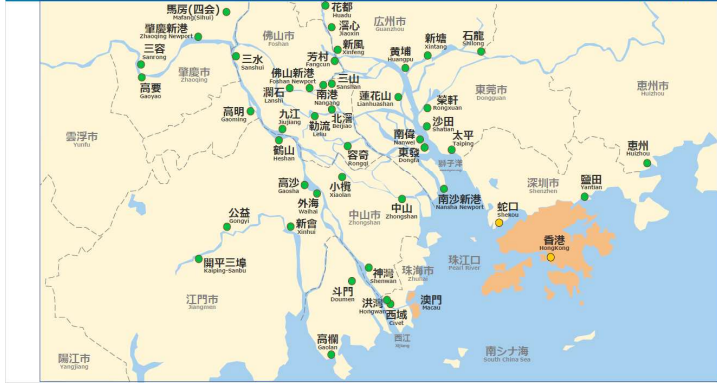 馬房(四会)
Mafang(Sihui)
花都
Huadu
広州市
Guanzhou
肇慶新港
Zhaoqing Newport
佛山市
Foshan
滘心
Jiaoxin
新風
Xinfeng
新塘
Xintang
石龍
Shilong
三容
Sanrong
肇慶市
Zhaoqing
三水
Sanshui
芳村
Fangcun
黄埔
Huangpu
高要
Gaoyao
佛山新港
Foshan Newport
三山
Sanshan
東莞市
Dongguan
惠州市
Huizhou
瀾石
Lanshi
南港
Nangang
蓮花山
Lianhuashan
榮軒
Rongxuan
高明
Gaoming
九江
Jiujiang
勒流
Leliu
北滘
Beijiao
沙田
Shatian
雲浮市
Yunfu
鶴山
Heshan
容奇
Rongqi
南偉
Nanwei
東發
Dongfa
太平
Taiping
獅子洋
惠州
Huizhou
高沙
Gaosha
小欖
Xiaolan
外海
Waihai
中山市
Zhongshan
中山
Zhongshan
南沙新港
Nansha Newport
深圳市
Shenzhen
鹽田
Yantian
蛇口
Shekou
公益
Gongyi
新會
Xinhui
香港
HongKong
開平三埠
Kaiping-Sanbu
神灣
Shenwan
珠海市
Zhuhai
珠江口
Pearl River
江門市
Jiangmen
斗門
Doumen
洪灣
Hongwan
西域
Civet
澳門
Macau
西江
Xijiang
高欄
Gaolan
南シナ海
South China Sea
陽江市
Yangjiang